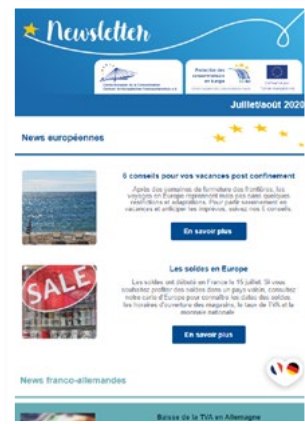 Newsletter
Protection des
consommateurs
en Europe
Juillet/août 2020
News européennes
6 conseils pour vos vacances post confinement
Après des semaines de fermeture des frontières, les
voyages en Europe reprennent mais pas sans quelques
restrictions et adaptations. Pour partir sereinement en
vacances et anticiper les imprévus, suivez nos 6 conseils.
En savoir plus
SALE
Les soldes en Europe
Les soldes ont débuté en France le 15 juillet. Si vous
souhaitez profiter des soldes dans un pays voisin, consultez
notre carte d'Europe pour connaître les dates des soldes,
les horaires d'ouverture des magasins, le taux de TVA et la
monnaie nationale.
En savoir plus
News franco-allemandes
Baisse de la TVA en Allemagne